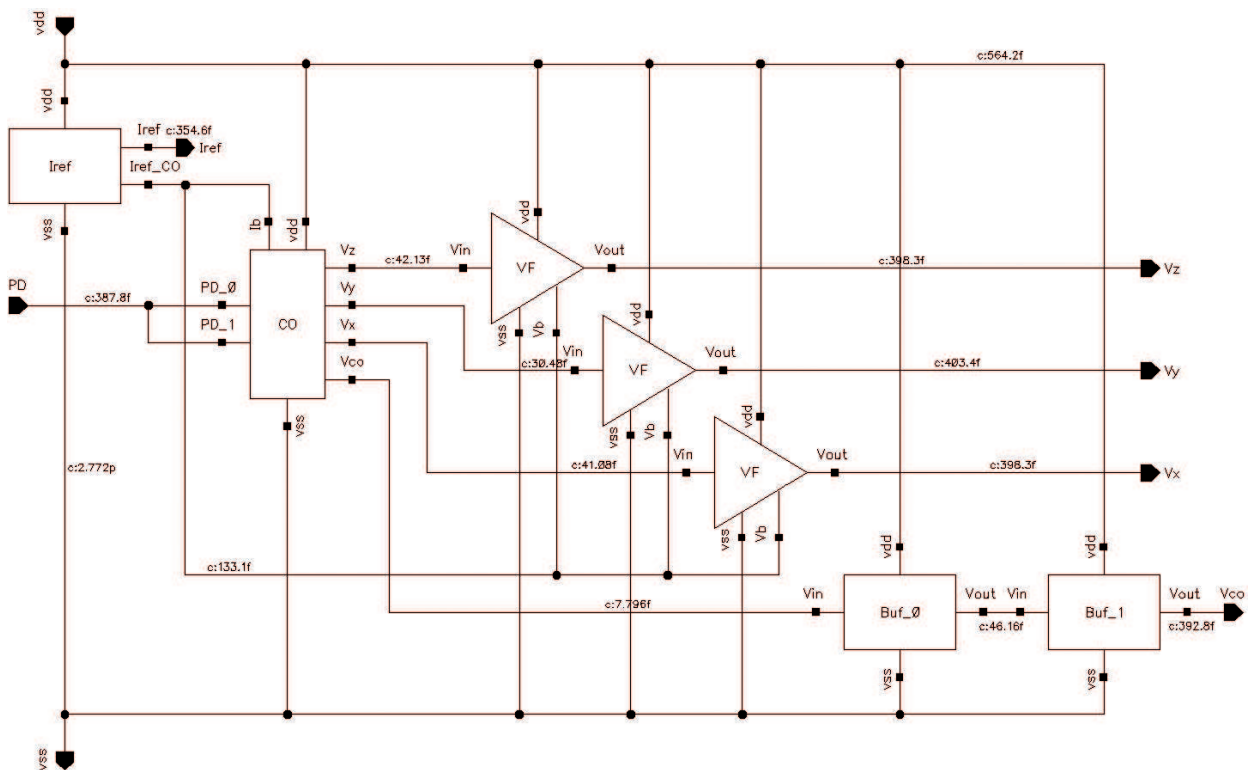 vdd
c:564.2f
vdd
Iref c:354.6f
Iref
Iref
Iref_CO
vss
Ib
vdd
vdd
Vz
c:42.13f
Vin
VF
Vout
c:398.3f
Vz
PD
c:387.8f
PD_0
PD_1
CO
Vy
Vx
Vco
vss
Vb
vdd
c:30.48f
Vin
VF
Vout
c:403.4f
Vy
vss
vss
Vb
vdd
c:2.772p
c:41.08f
Vin
VF
Vout
c:398.3f
Vx
vss
Vb
vdd
vdd
c:133.1f
c:7.796f
Vin
Buf_0
Vout
Vin
c:46.16f
Buf_1
Vout
Vco
c:392.8f
vss
vss
vss